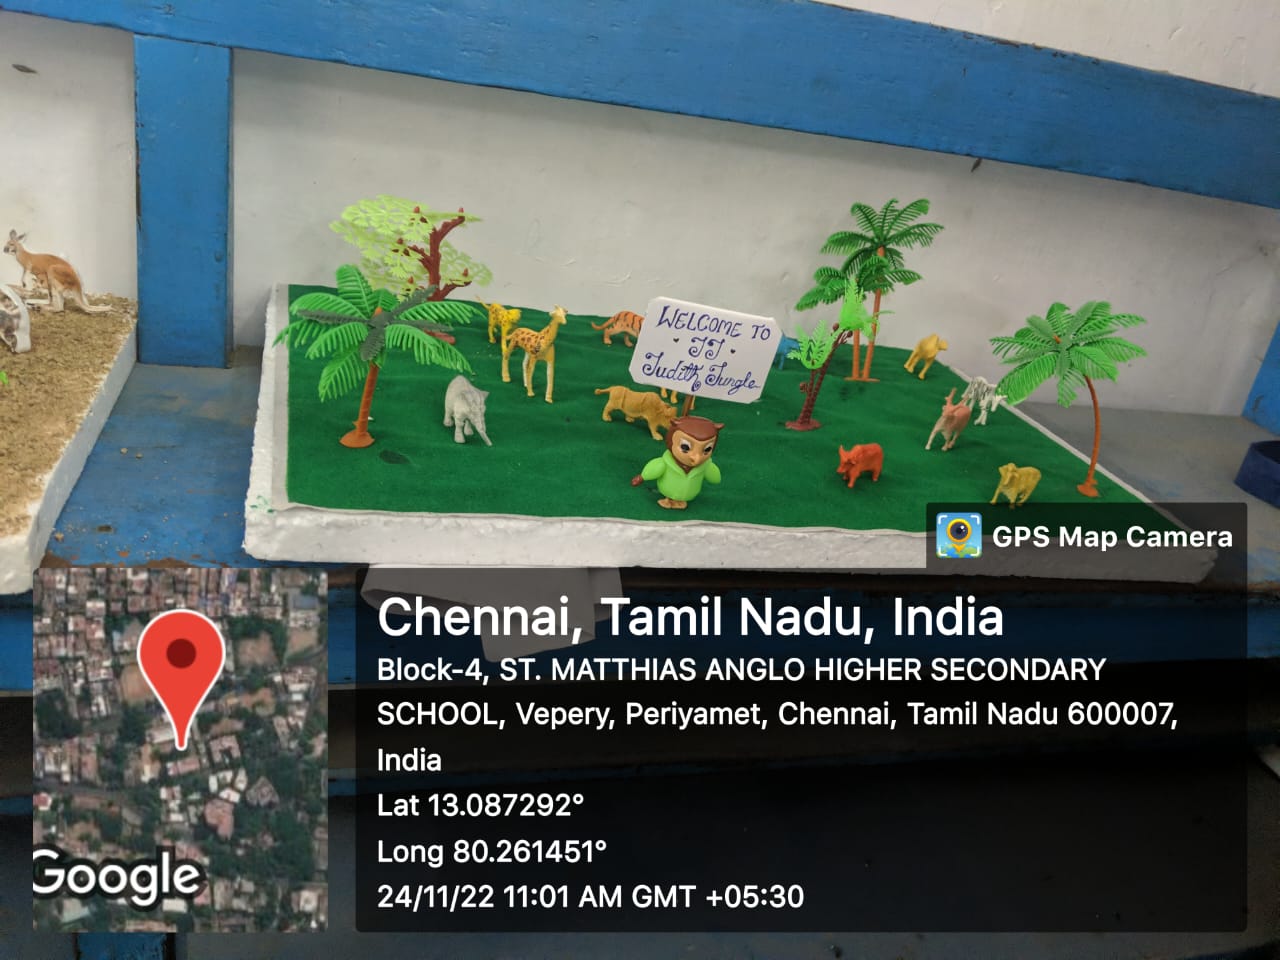 WELCOME TO
JJ
Judith Jungle
GPS Map Camera
Chennai, Tamil Nadu, India
Block-4, ST. MATTHIAS ANGLO HIGHER SECONDARY
SCHOOL, Vepery, Periyamet, Chennai, Tamil Nadu 600007,
India
Lat 13.087292°
Long 80.261451°
24/11/22 11:01 AM GMT +05:30
Google